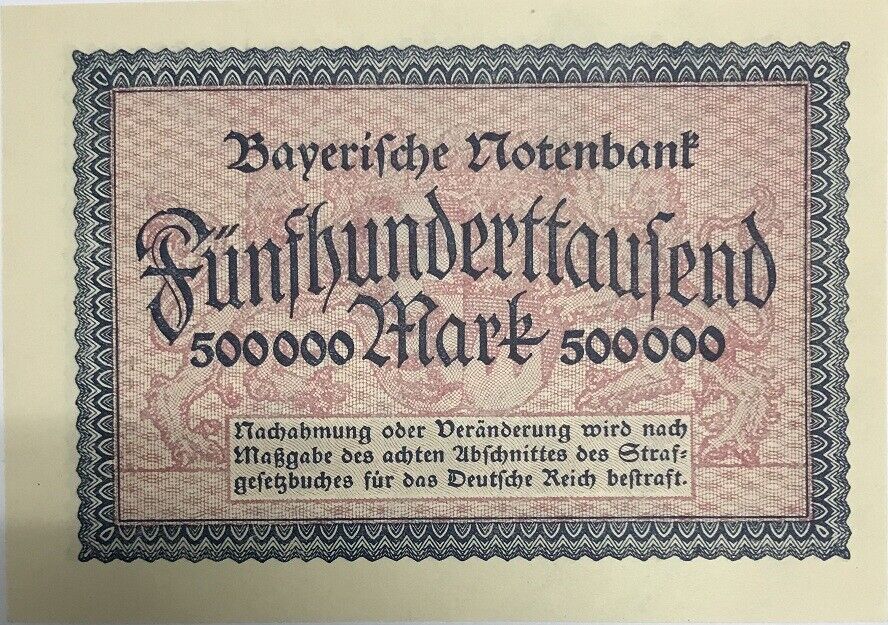 Bayerische Notenbank
Fünfhunderttausend
500000 Mark 500000
Nachahmung oder Veränderung wird nach
Maßgabe des achten Abschnittes des Straf-
gesetzbuches für das Deutsche Reich bestraft.